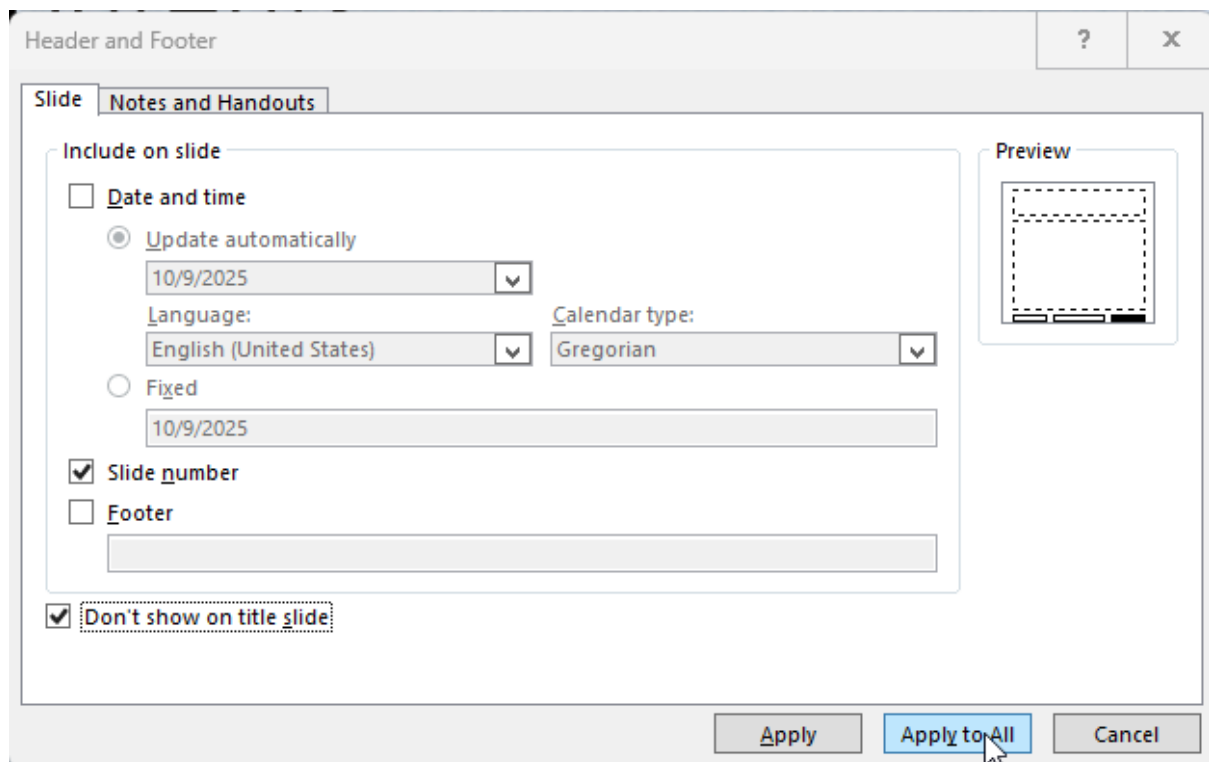 Header and Footer ? X
Slide Notes and Handouts
Include on slide
Preview
Date and time
Update automatically
10/9/2025
Language: Calendar type:
English (United States) Gregorian
Fixed
10/9/2025
Slide number
Footer
Don't show on title slide
Apply Apply to All Cancel